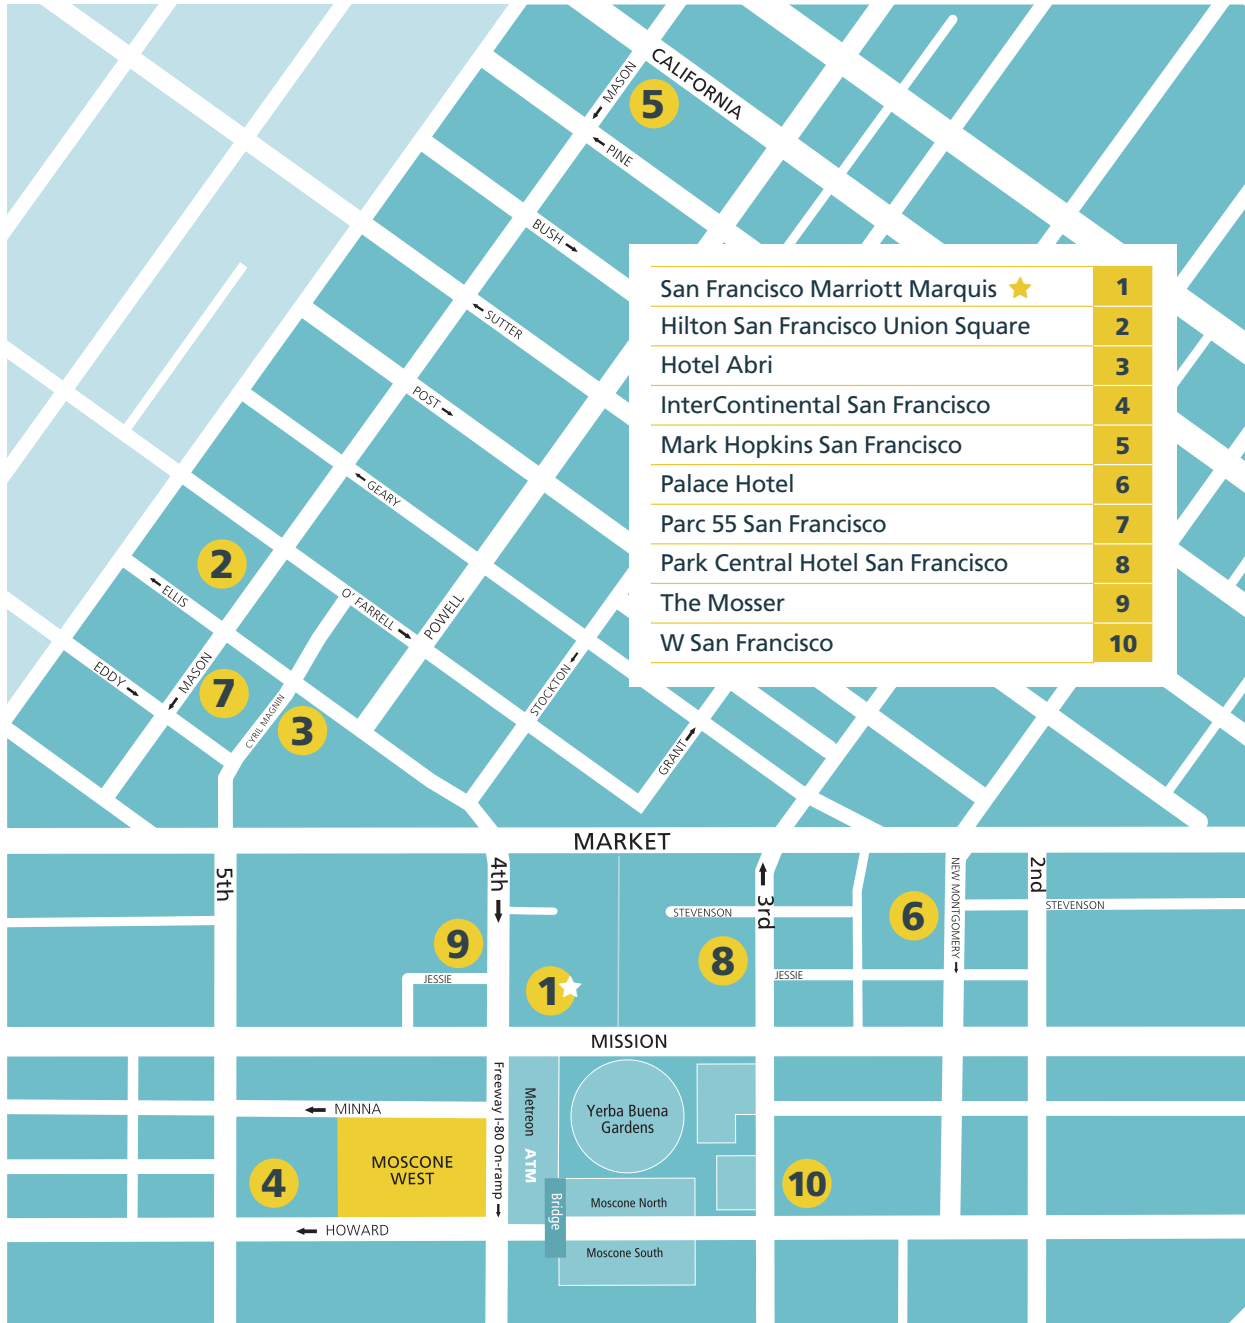 CALIFORNIA
MASON
5
PINE
BUSH
San Francisco Marriott Marquis 1
Hilton San Francisco Union Square 2
Hotel Abri 3
InterContinental San Francisco 4
Mark Hopkins San Francisco 5
Palace Hotel 6
Parc 55 San Francisco 7
Park Central Hotel San Francisco 8
The Mosser 9
W San Francisco 10
SUTTER
POST
GEARY
2
ELLIS
O' FARRELL
POWELL
EDDY
MASON
7
CYRIL MAGNIN
3
STOCKTON
GRANT
MARKET
5th
4th
3rd
NEW MONTGOMERY
2nd
STEVENSON
STEVENSON
6
9
8
JESSIE
JESSIE
1
MISSION
Freeway I-80 On-ramp
Metreon
ATM
Yerba Buena
Gardens
MINNA
MOSCONE
WEST
4
10
Bridge
Moscone North
HOWARD
Moscone South